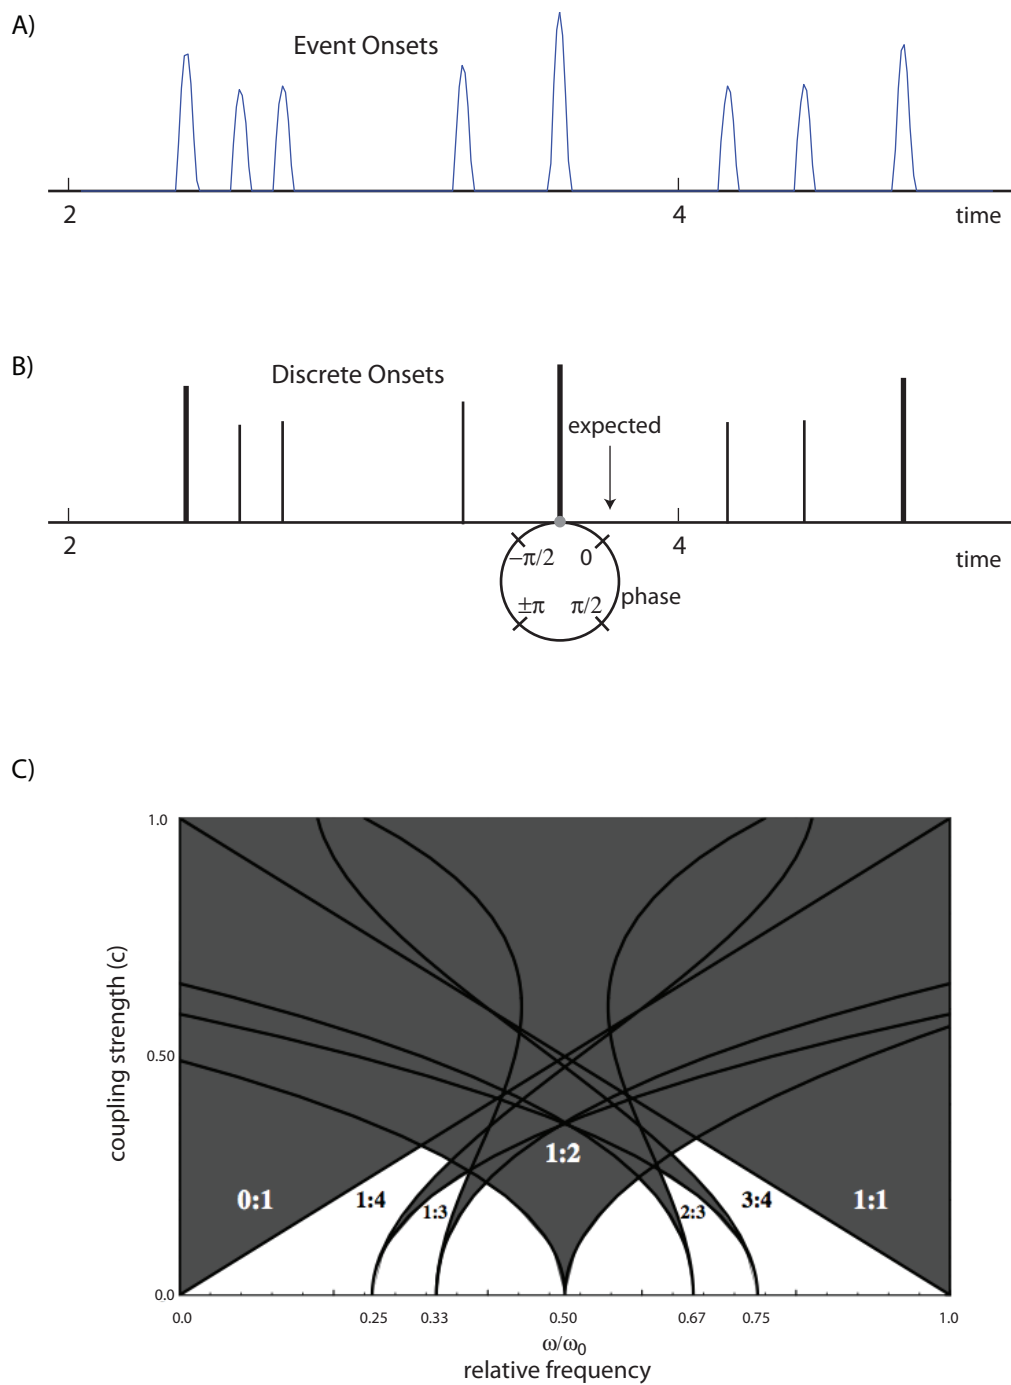 A)
Event Onsets
2
4
time
B)
Discrete Onsets
expected
2
4
time
−π/2
0
±π
π/2
phase
C)
1.0
0.50
0.0
coupling strength (c)
1:2
0:1
1:4
1:3
2:3
3:4
1:1
0.0
0.25
0.33
0.50
0.67
0.75
1.0
ω/ω₀
relative frequency